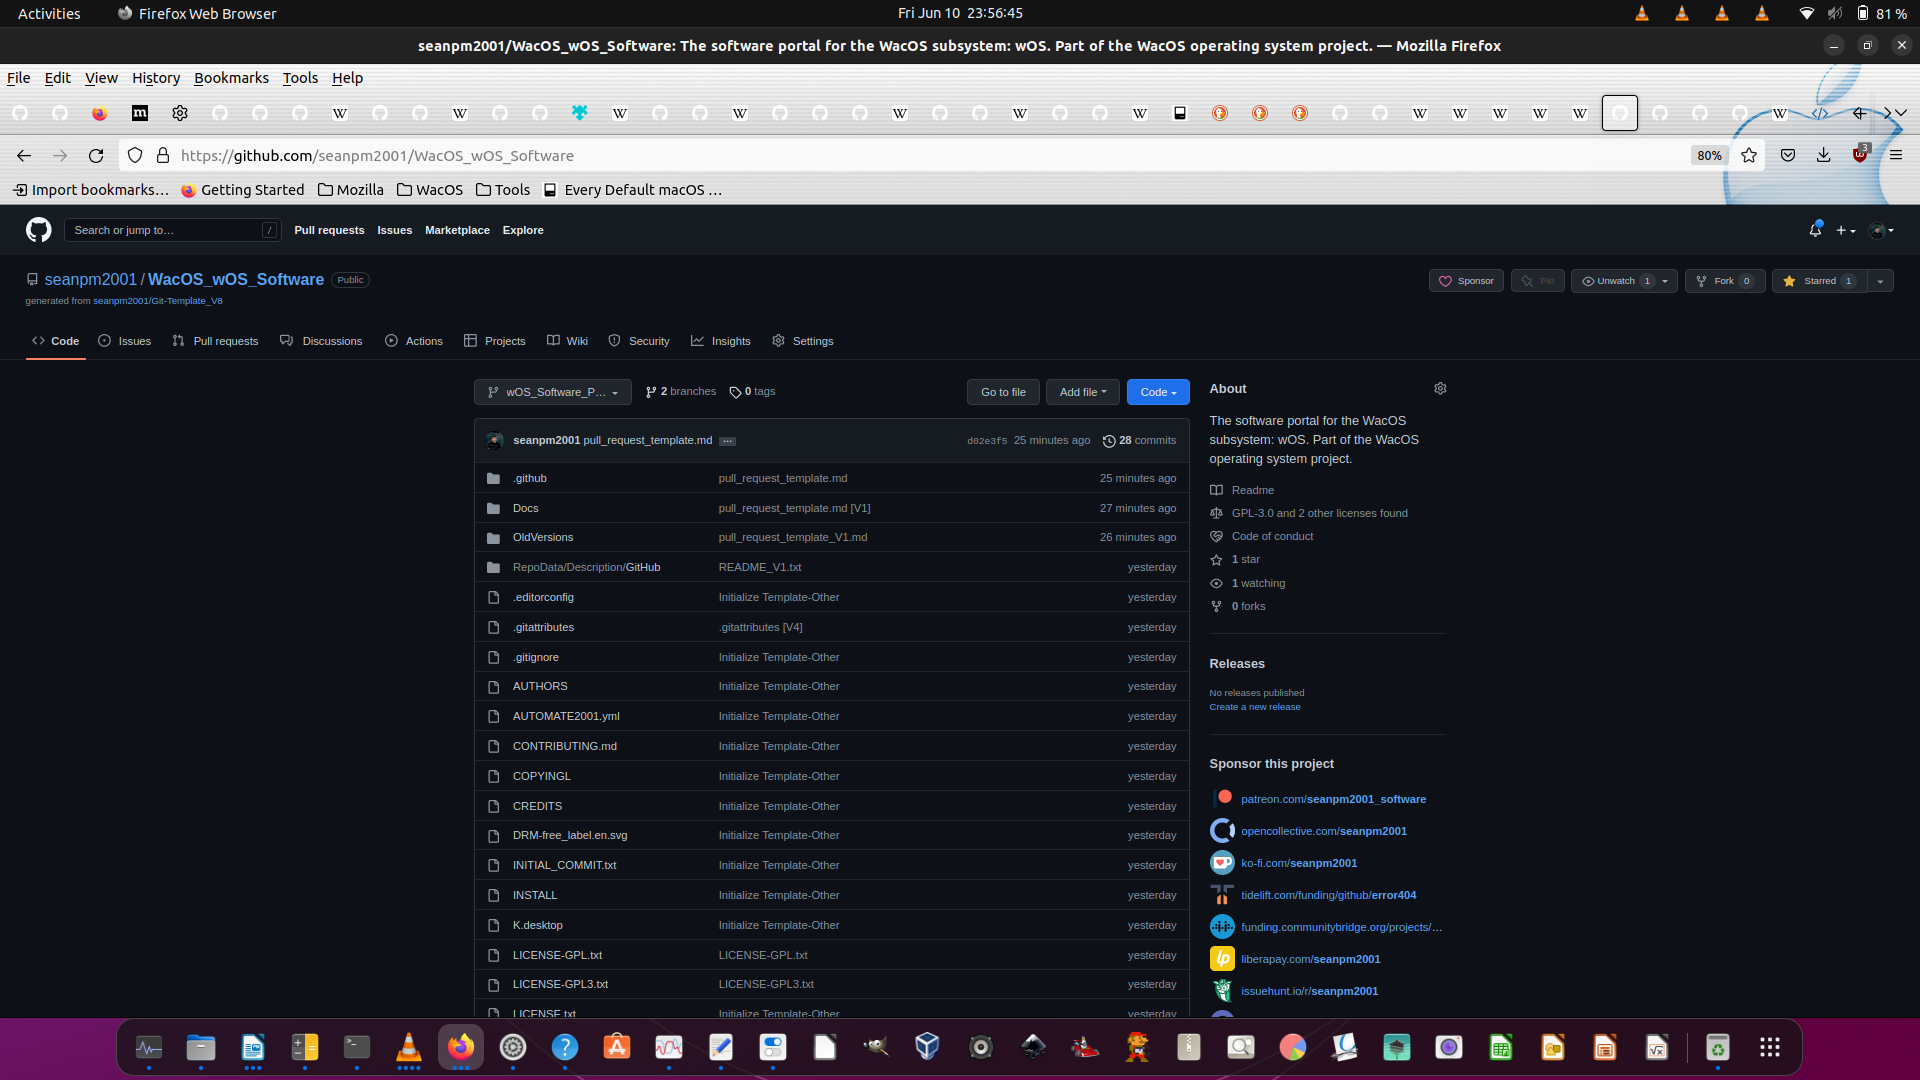 Activities
Firefox Web Browser
Fri Jun 10 23:56:45
81 %
seanpm2001/WacOS_wOS_Software: The software portal for the WacOS subsystem: wOS. Part of the WacOS operating system project. — Mozilla Firefox
File Edit View History Bookmarks Tools Help
https://github.com/seanpm2001/WacOS_wOS_Software
80%
3
Import bookmarks…
Getting Started
Mozilla
WacOS
Tools
Every Default macOS …
Search or jump to…
/
Pull requests
Issues
Marketplace
Explore
seanpm2001 / WacOS_wOS_Software
Public
generated from seanpm2001/Git-Template_V8
Sponsor
Pin
Unwatch 1
Fork 0
Starred 1
Code
Issues
Pull requests
Discussions
Actions
Projects
Wiki
Security
Insights
Settings
wOS_Software_P…
2 branches
0 tags
Go to file
Add file
Code
seanpm2001 pull_request_template.md
…
d02e3f5 25 minutes ago
28 commits
.github pull_request_template.md 25 minutes ago
Docs pull_request_template.md [V1] 27 minutes ago
OldVersions pull_request_template_V1.md 26 minutes ago
RepoData/Description/GitHub README_V1.txt yesterday
.editorconfig Initialize Template-Other yesterday
.gitattributes .gitattributes [V4] yesterday
.gitignore Initialize Template-Other yesterday
AUTHORS Initialize Template-Other yesterday
AUTOMATE2001.yml Initialize Template-Other yesterday
CONTRIBUTING.md Initialize Template-Other yesterday
COPYINGL Initialize Template-Other yesterday
CREDITS Initialize Template-Other yesterday
DRM-free_label.en.svg Initialize Template-Other yesterday
INITIAL_COMMIT.txt Initialize Template-Other yesterday
INSTALL Initialize Template-Other yesterday
K.desktop Initialize Template-Other yesterday
LICENSE-GPL.txt LICENSE-GPL.txt yesterday
LICENSE-GPL3.txt LICENSE-GPL3.txt yesterday
LICENSE.txt Initialize Template-Other yesterday
About
The software portal for the WacOS
subsystem: wOS. Part of the WacOS
operating system project.
Readme
GPL-3.0 and 2 other licenses found
Code of conduct
1 star
1 watching
0 forks
Releases
No releases published
Create a new release
Sponsor this project
patreon.com/seanpm2001_software
opencollective.com/seanpm2001
ko-fi.com/seanpm2001
tidelift.com/funding/github/error404
funding.communitybridge.org/projects/…
liberapay.com/seanpm2001
issuehunt.io/r/seanpm2001